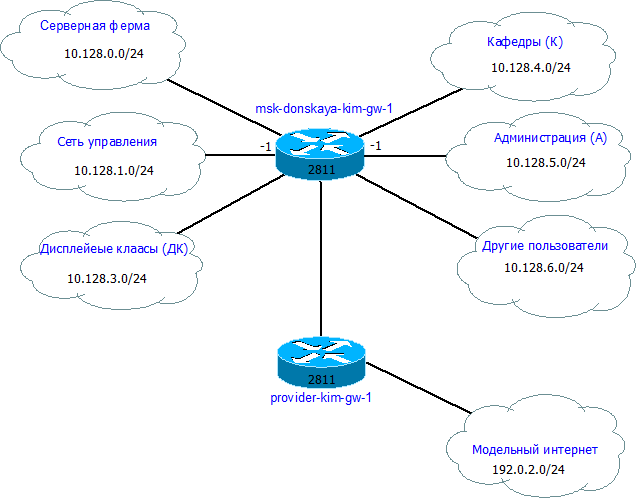 Серверная ферма
10.128.0.0/24
Кафедры (К)
10.128.4.0/24
msk-donskaya-kim-gw-1
Сеть управления
10.128.1.0/24
-1
-1
2811
Администрация (А)
10.128.5.0/24
Дисплейые клаасы (ДК)
10.128.3.0/24
Другие пользователи
10.128.6.0/24
2811
provider-kim-gw-1
Модельный интернет
192.0.2.0/24